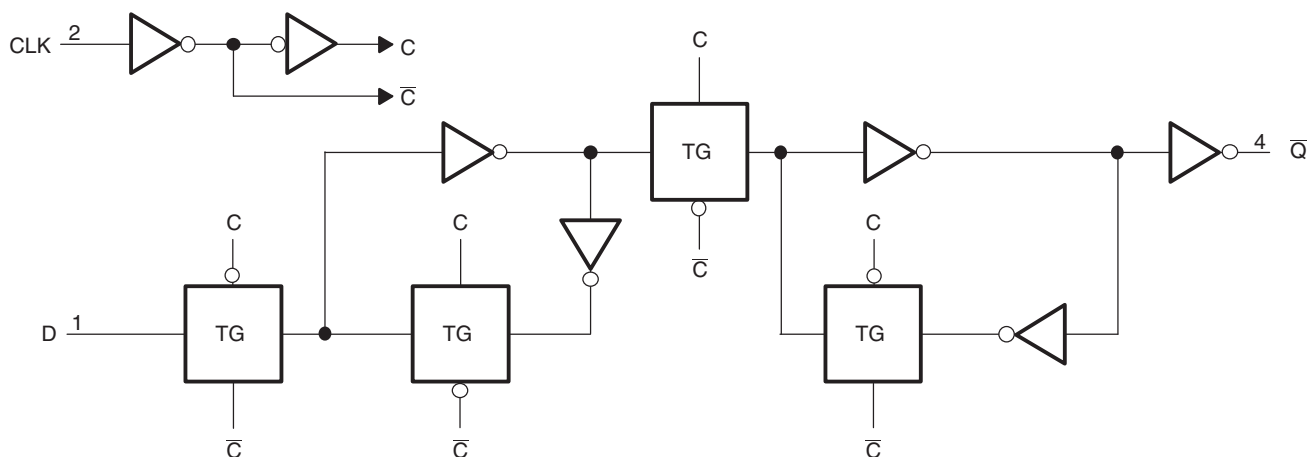 CLK 2 C
C̅
C
TG 4 Q̅
C C C̅ C
D 1 TG TG TG
C̅ C̅ C̅